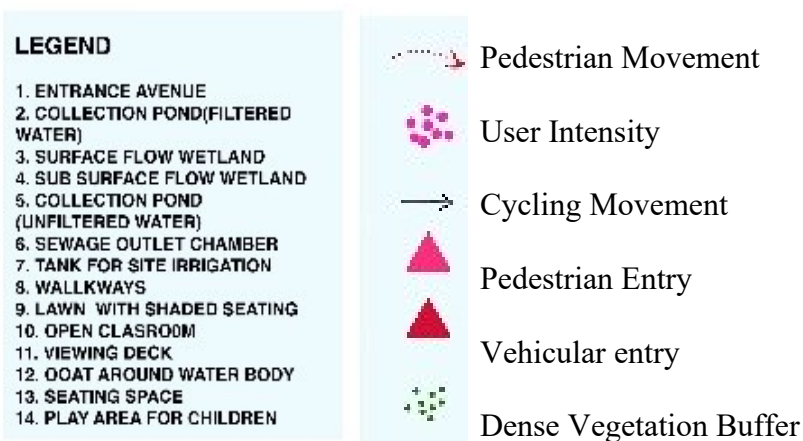 LEGEND
1. ENTRANCE AVENUE
2. COLLECTION POND(FILTERED
WATER)
3. SURFACE FLOW WETLAND
4. SUB SURFACE FLOW WETLAND
5. COLLECTION POND
(UNFILTERED WATER)
6. SEWAGE OUTLET CHAMBER
7. TANK FOR SITE IRRIGATION
8. WALLKWAYS
9. LAWN WITH SHADED SEATING
10. OPEN CLASROOM
11. VIEWING DECK
12. OOAT AROUND WATER BODY
13. SEATING SPACE
14. PLAY AREA FOR CHILDREN
Pedestrian Movement
User Intensity
Cycling Movement
Pedestrian Entry
Vehicular entry
Dense Vegetation Buffer